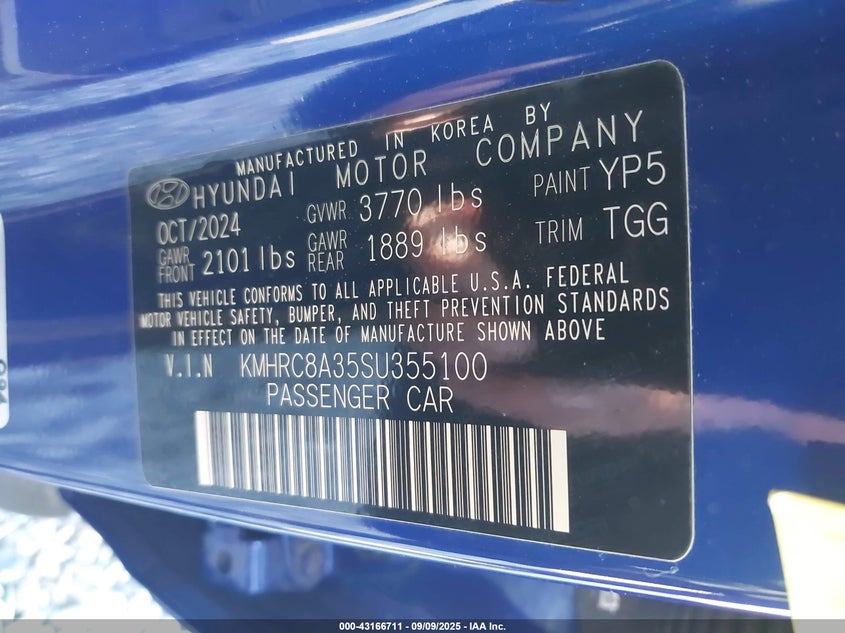 MANUFACTURED IN KOREA BY
HYUNDAI MOTOR COMPANY
OCT/2024 GVWR 3770 lbs PAINT YP5
GAWR FRONT 2101 lbs GAWR REAR 1889 lbs TRIM TGG
THIS VEHICLE CONFORMS TO ALL APPLICABLE U.S.A. FEDERAL
MOTOR VEHICLE SAFETY, BUMPER, AND THEFT PREVENTION STANDARDS
IN EFFECT ON THE DATE OF MANUFACTURE SHOWN ABOVE
V.I.N KMHRC8A35SU355100
PASSENGER CAR
000-43166711 - 09/09/2025 - IAA Inc.